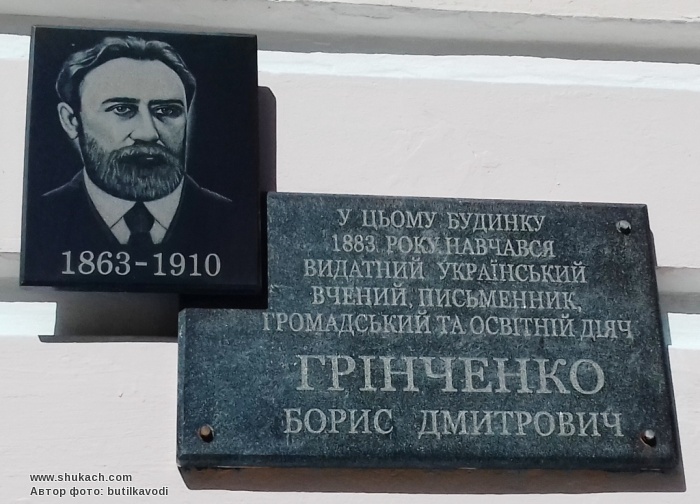 1863-1910
У ЦЬОМУ БУДИНКУ
1883 РОКУ НАВЧАВСЯ
ВИДАТНИЙ УКРАЇНСЬКИЙ
ВЧЕНИЙ, ПИСЬМЕННИК,
ГРОМАДСЬКИЙ ТА ОСВІТНІЙ ДІЯЧ
ГРІНЧЕНКО
БОРИС ДМИТРОВИЧ
www.shukach.com
Автор фото: butilkavodi